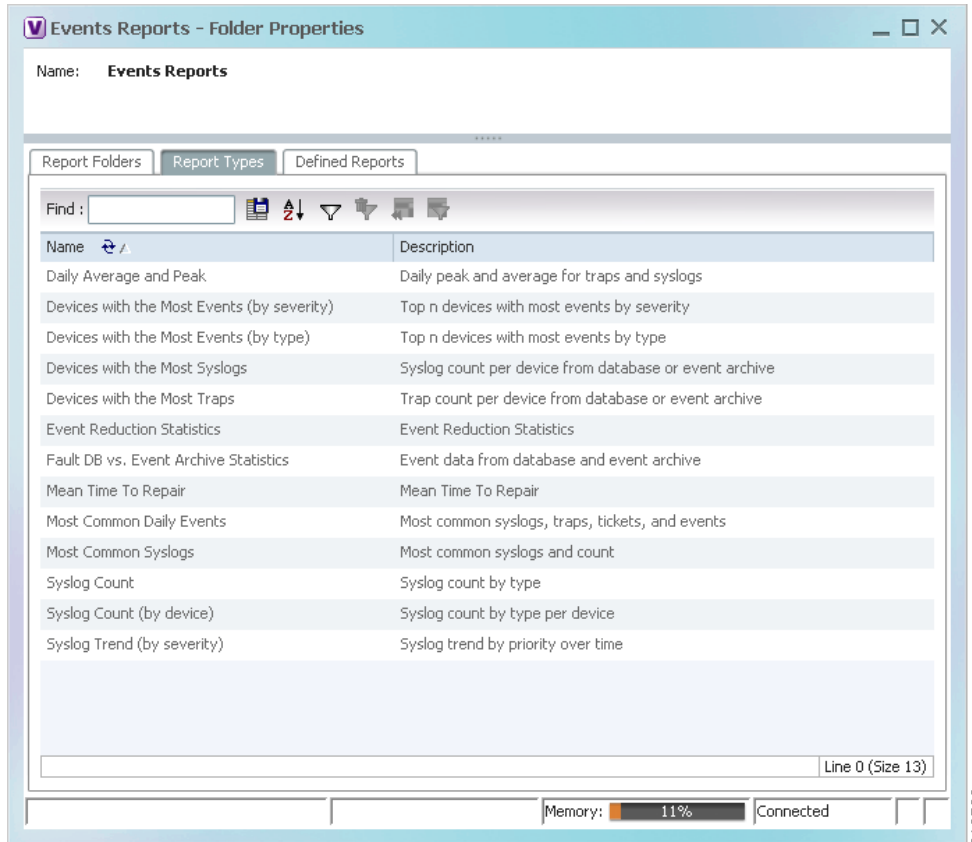 V Events Reports - Folder Properties
Name: Events Reports
Report Folders Report Types Defined Reports
Find :
Name Description
Daily Average and Peak Daily peak and average for traps and syslogs
Devices with the Most Events (by severity) Top n devices with most events by severity
Devices with the Most Events (by type) Top n devices with most events by type
Devices with the Most Syslogs Syslog count per device from database or event archive
Devices with the Most Traps Trap count per device from database or event archive
Event Reduction Statistics Event Reduction Statistics
Fault DB vs. Event Archive Statistics Event data from database and event archive
Mean Time To Repair Mean Time To Repair
Most Common Daily Events Most common syslogs, traps, tickets, and events
Most Common Syslogs Most common syslogs and count
Syslog Count Syslog count by type
Syslog Count (by device) Syslog count by type per device
Syslog Trend (by severity) Syslog trend by priority over time
Line 0 (Size 13)
Memory: 11% Connected